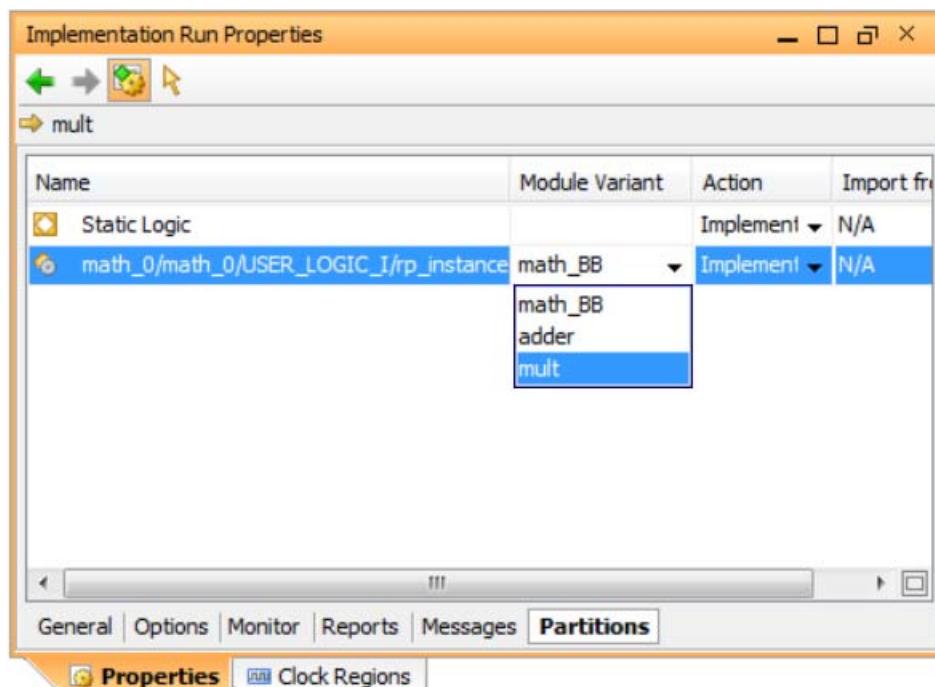 Implementation Run Properties
mult
Name Module Variant Action Import fr
Static Logic Implement N/A
math_0/math_0/USER_LOGIC_I/rp_instance math_BB Implement N/A
math_BB
adder
mult
General Options Monitor Reports Messages Partitions
Properties Clock Regions